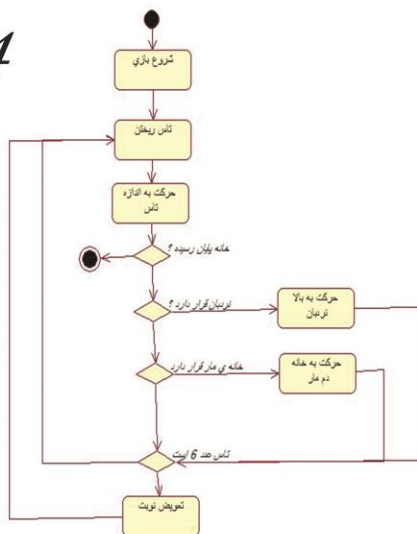 4
شروع بازي
تاس ريختن
حرکت به اندازه
تاس
خانه پايان رسيده ؟
نردبان قرار دارد ؟
حرکت به بالا
نردبان
خانه ي مار قرار دارد
حرکت به خانه
دم مار
تاس عدد 6 است
تعويض نوبت